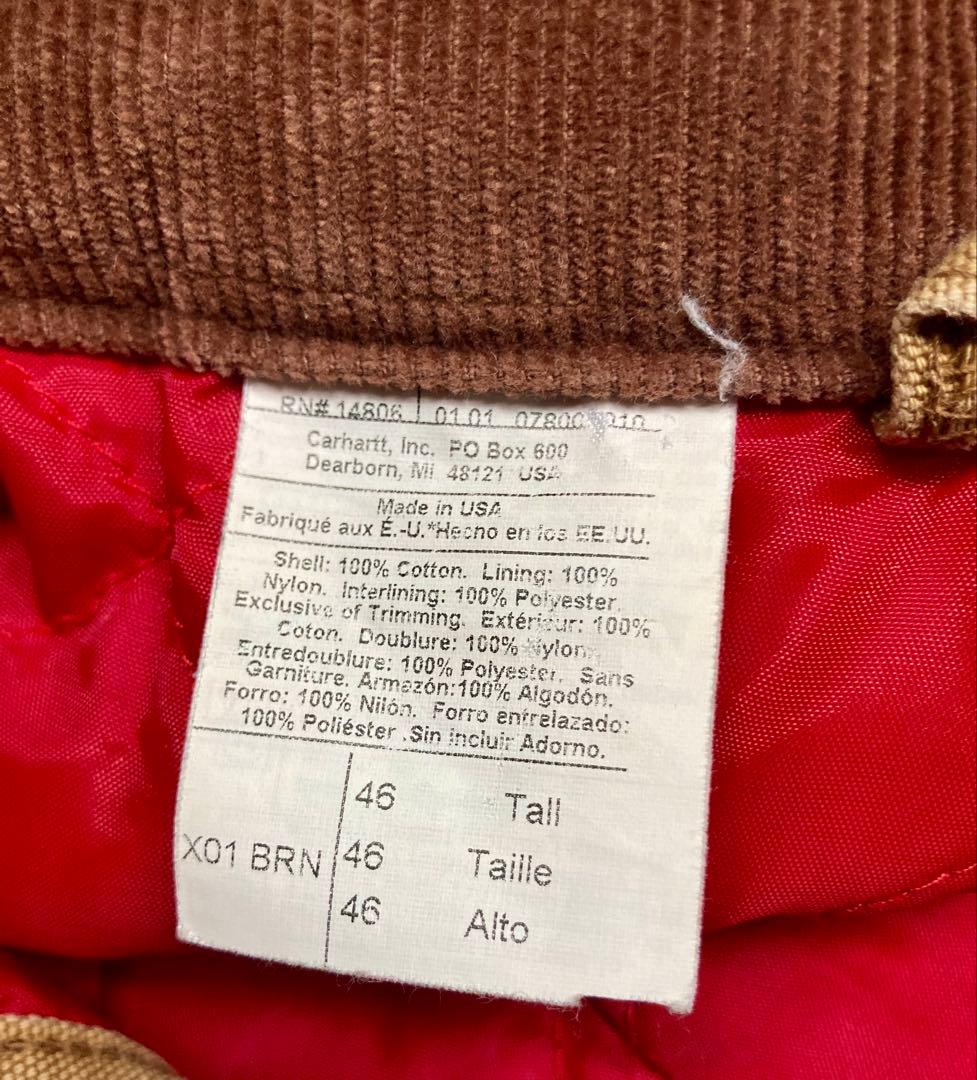 RN# 14806 01 01
Carhartt, Inc. PO Box 600
Dearborn, MI 48121 USA
Made in USA
Fabriqué aux É.-U.*Hecho en los EE.UU.
Shell: 100% Cotton. Lining: 100%
Nylon. Interlining: 100% Polyester.
Exclusive of Trimming. Extérieur: 100%
Coton. Doublure: 100% Nylon.
Entredoublure: 100% Polyester. Sans
Garniture. Armazón:100% Algodón.
Forro: 100% Nilón. Forro entrelazado:
100% Poliéster .Sin incluir Adorno.
46 Tall
X01 BRN 46 Taille
46 Alto